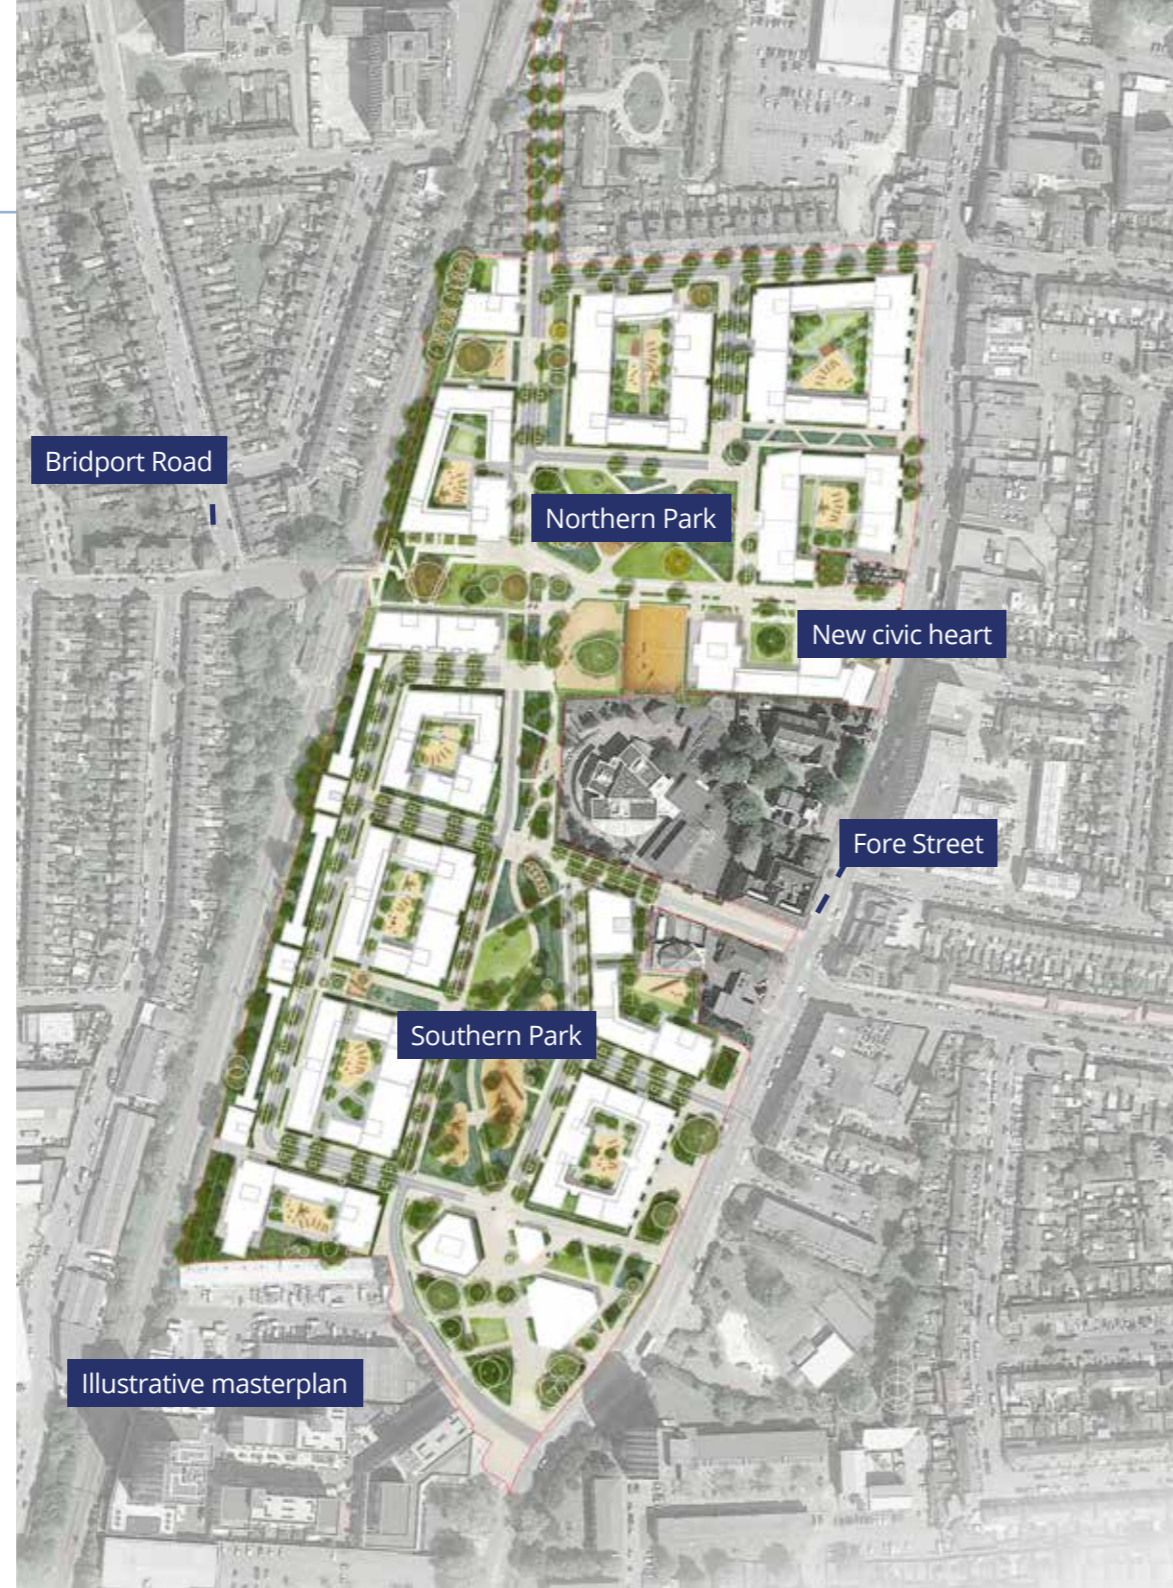 Bridport Road
Northern Park
New civic heart
Fore Street
Southern Park
Illustrative masterplan